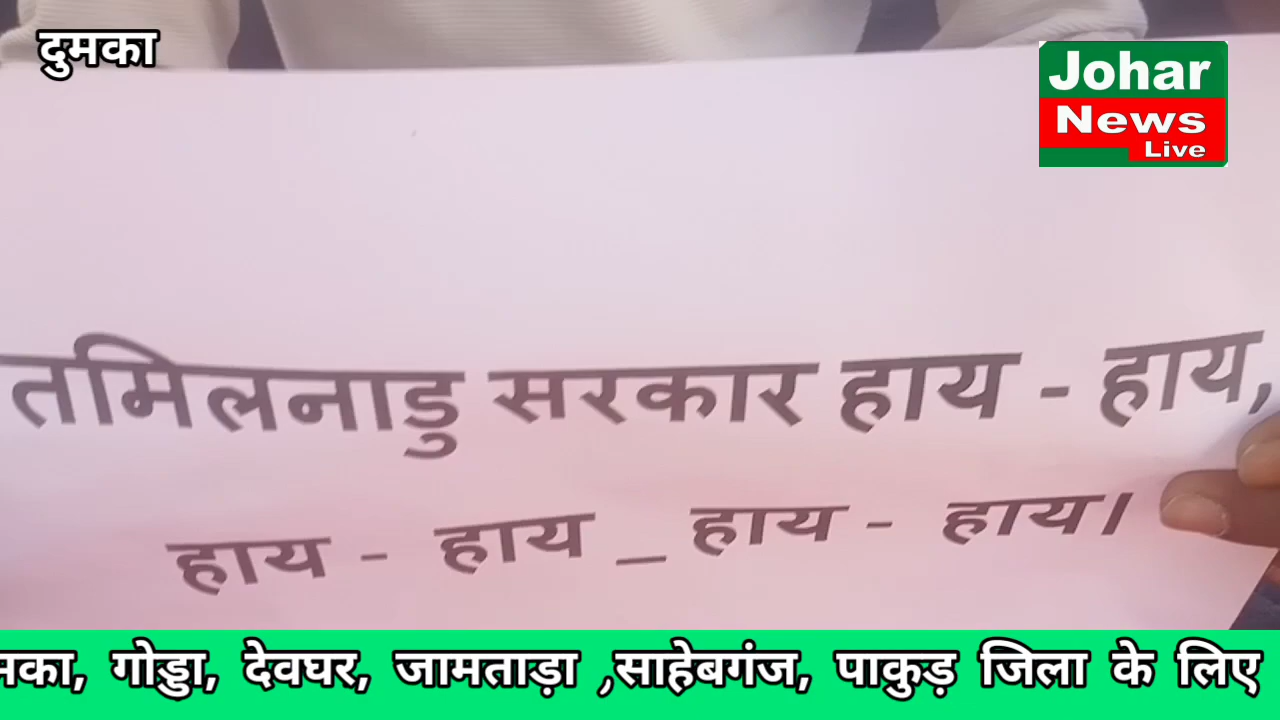 दुमका
Johar
News
Live
तमिलनाडु सरकार हाय - हाय,
हाय - हाय _ हाय - हाय।
मका, गोड्डा, देवघर, जामताड़ा ,साहेबगंज, पाकुड़ जिला के लिए